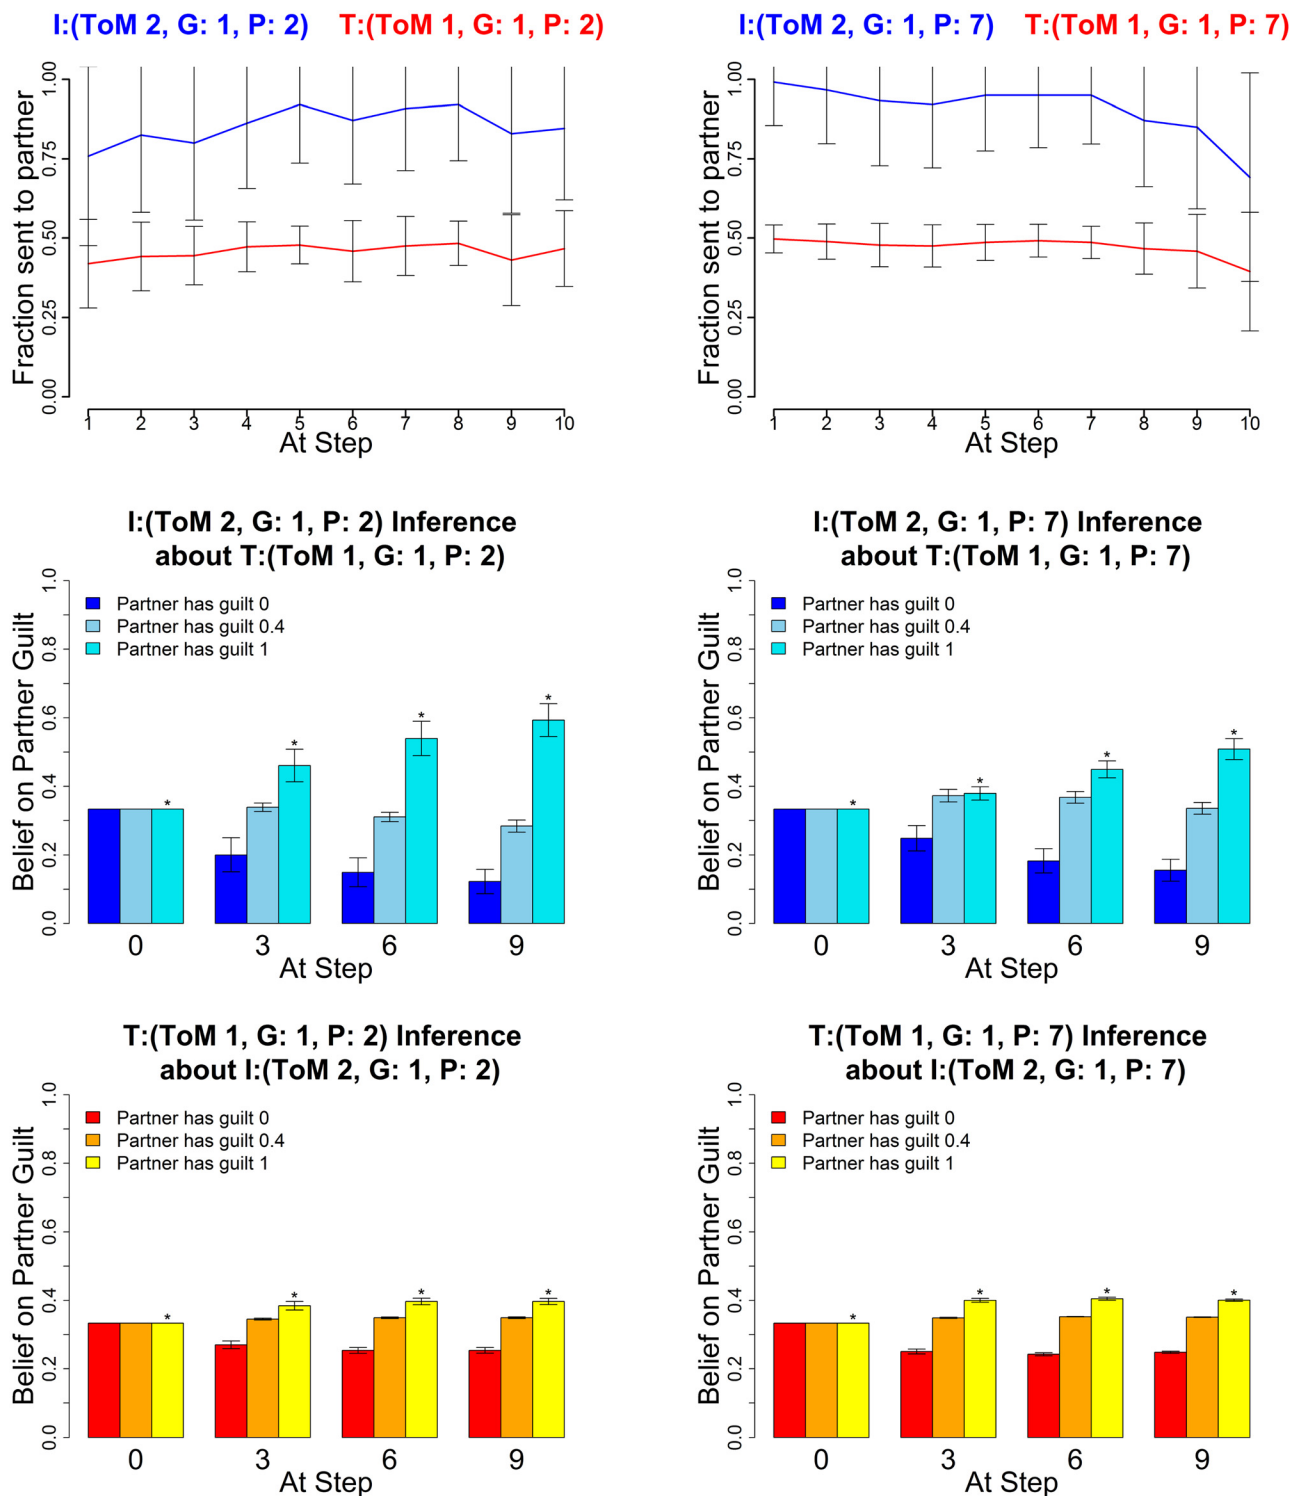 I:(ToM 2, G: 1, P: 2) T:(ToM 1, G: 1, P: 2)
Fraction sent to partner
1.00
0.75
0.50
0.25
0.00
1 2 3 4 5 6 7 8 9 10
At Step
I:(ToM 2, G: 1, P: 7) T:(ToM 1, G: 1, P: 7)
Fraction sent to partner
1.00
0.75
0.50
0.25
0.00
1 2 3 4 5 6 7 8 9 10
At Step
I:(ToM 2, G: 1, P: 2) Inference
about T:(ToM 1, G: 1, P: 2)
Belief on Partner Guilt
1.0
0.8
0.6
0.4
0.2
0.0
Partner has guilt 0
Partner has guilt 0.4
Partner has guilt 1
* * * *
0 3 6 9
At Step
I:(ToM 2, G: 1, P: 7) Inference
about T:(ToM 1, G: 1, P: 7)
Belief on Partner Guilt
1.0
0.8
0.6
0.4
0.2
0.0
Partner has guilt 0
Partner has guilt 0.4
Partner has guilt 1
* * * *
0 3 6 9
At Step
T:(ToM 1, G: 1, P: 2) Inference
about I:(ToM 2, G: 1, P: 2)
Belief on Partner Guilt
1.0
0.8
0.6
0.4
0.2
0.0
Partner has guilt 0
Partner has guilt 0.4
Partner has guilt 1
* * * *
0 3 6 9
At Step
T:(ToM 1, G: 1, P: 7) Inference
about I:(ToM 2, G: 1, P: 7)
Belief on Partner Guilt
1.0
0.8
0.6
0.4
0.2
0.0
Partner has guilt 0
Partner has guilt 0.4
Partner has guilt 1
* * * *
0 3 6 9
At Step